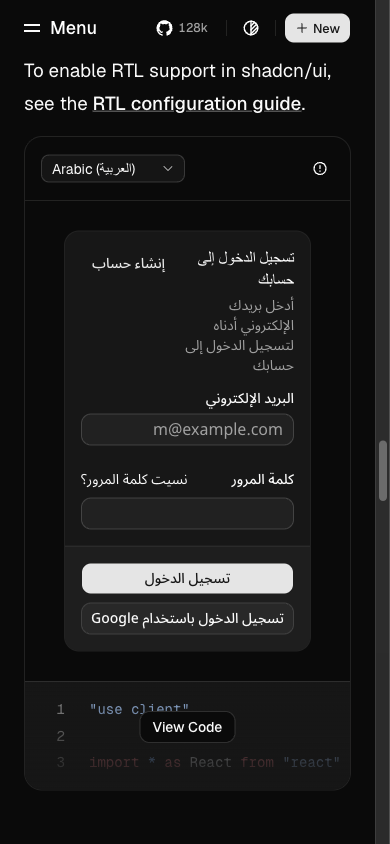 Menu
128k
New
To enable RTL support in shadcn/ui,
see the RTL configuration guide.
Arabic (العربية)
تسجيل الدخول إلى
حسابك
إنشاء حساب
أدخل بريدك
الإلكتروني أدناه
لتسجيل الدخول إلى
حسابك
البريد الإلكتروني
m@example.com
كلمة المرور
نسيت كلمة المرور؟
تسجيل الدخول
تسجيل الدخول باستخدام Google
1 "use client"
View Code
2
3 import * as React from "react"